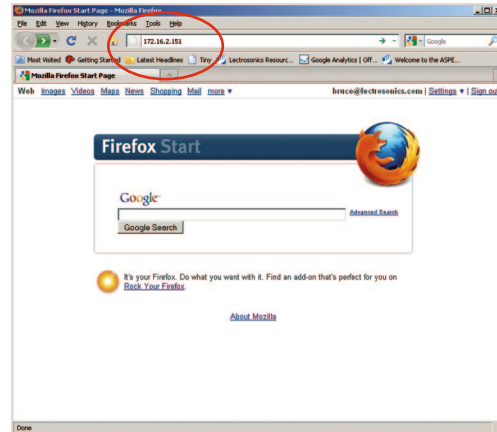 Mozilla Firefox Start Page - Mozilla Firefox
File Edit View History Bookmarks Tools Help
172.16.2.151
Google
Most Visited Getting Started Latest Headlines Tiny Lectrosonics Resourc... Google Analytics | Off... Welcome to the ASPE...
Mozilla Firefox Start Page
Web Images Videos Maps News Shopping Mail more ▼ bruce@lectrosonics.com | Settings ▼ | Sign out
Firefox Start
Google
Advanced Search
Google Search
It's your Firefox. Do what you want with it. Find an add-on that's perfect for you on
Rock Your Firefox.
About Mozilla
Done